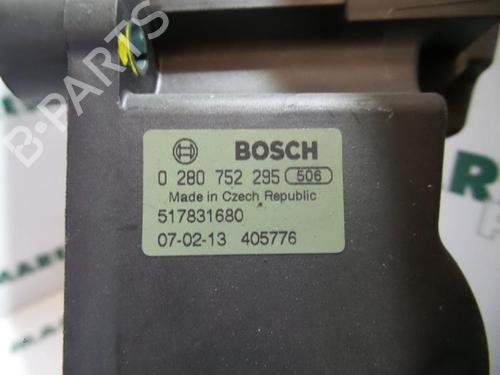 BOSCH
0 280 752 295 506
Made in Czech Republic
517831680
07-02-13 405776
B-PARTS